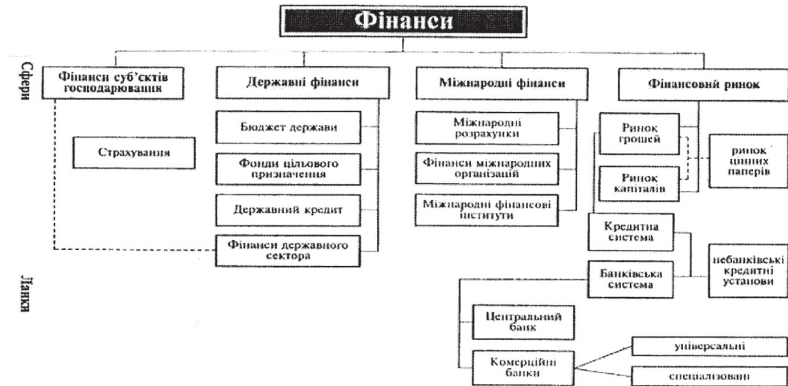 Фінанси
Сфери
Фінанси суб'єктів
господарювання
Державні фінанси
Міжнародні фінанси
Фінансовий ринок
Страхування
Бюджет держави
Фонди цільового
призначення
Державний кредит
Фінанси державного
сектора
Міжнародні
розрахунки
Фінанси міжнародних
організацій
Міжнародні фінансові
інститути
Ринок
грошей
Ринок
капіталів
ринок
цінних
паперів
Кредитна
система
Банківська
система
небанківські
кредитні
установи
Ланки
Центральний
банк
Комерційні
банки
універсальні
спеціалізовані